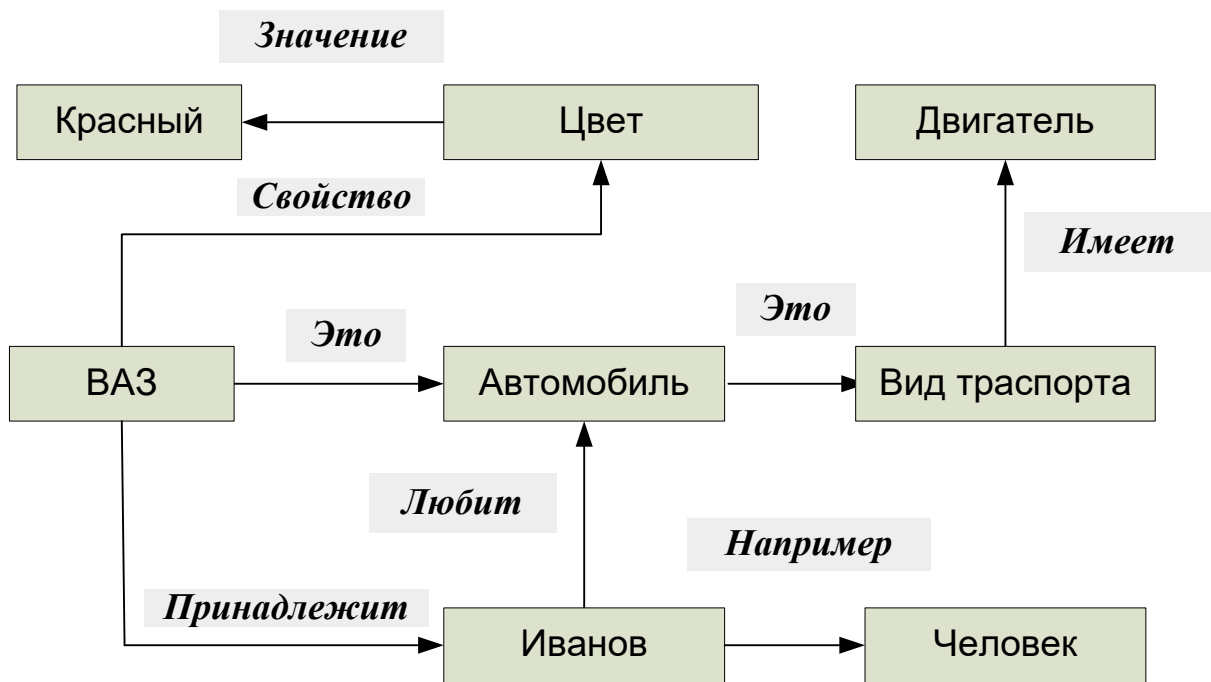 Значение
Красный
Цвет
Двигатель
Свойство
Имеет
Это
Это
ВАЗ
Автомобиль
Вид траспорта
Любит
Например
Принадлежит
Иванов
Человек